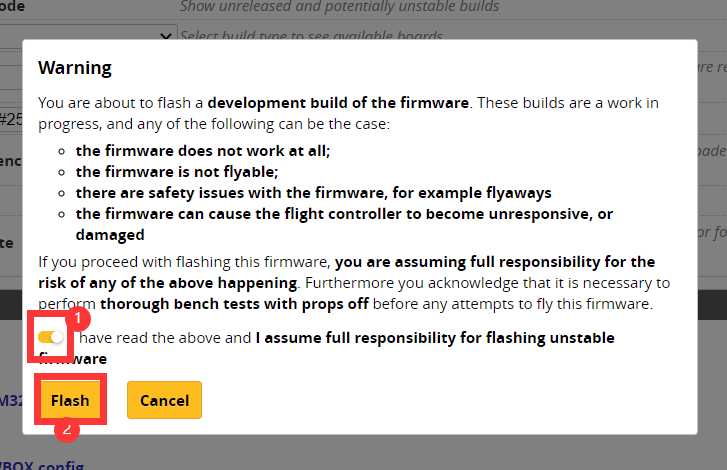 ode
Show unreleased and potentially unstable builds
Select build type to see available boards.
Warning
are re
You are about to flash a development build of the firmware. These builds are a work in
progress, and any of the following can be the case:
#25
the firmware does not work at all;
enc
the firmware is not flyable;
there are safety issues with the firmware, for example flyaways
the firmware can cause the flight controller to become unresponsive, or
damaged
te
or fo
If you proceed with flashing this firmware, you are assuming full responsibility for the
risk of any of the above happening. Furthermore you acknowledge that it is necessary to
perform thorough bench tests with props off before any attempts to fly this firmware.
1
have read the above and I assume full responsibility for flashing unstable
firmware
M32
Flash
Cancel
2
/BOX config